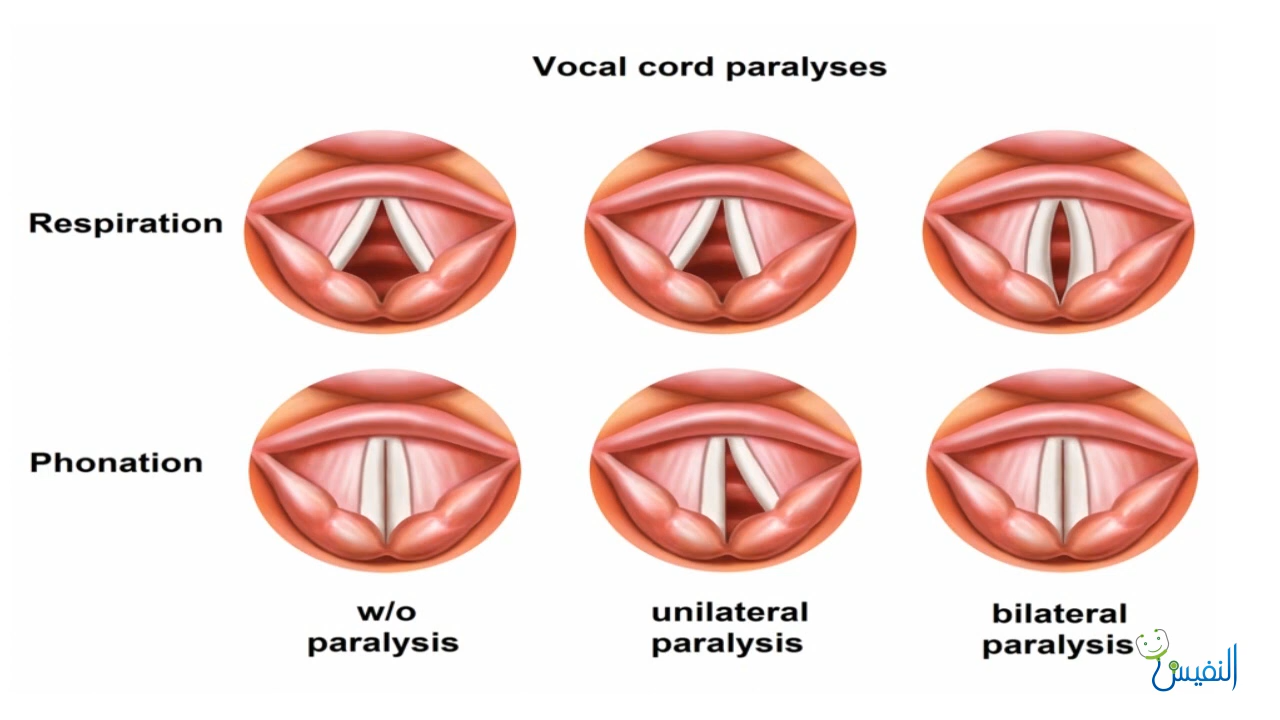 Vocal cord paralyses
Respiration
Phonation
w/o
paralysis
unilateral
paralysis
bilateral
paralysis
النفيس